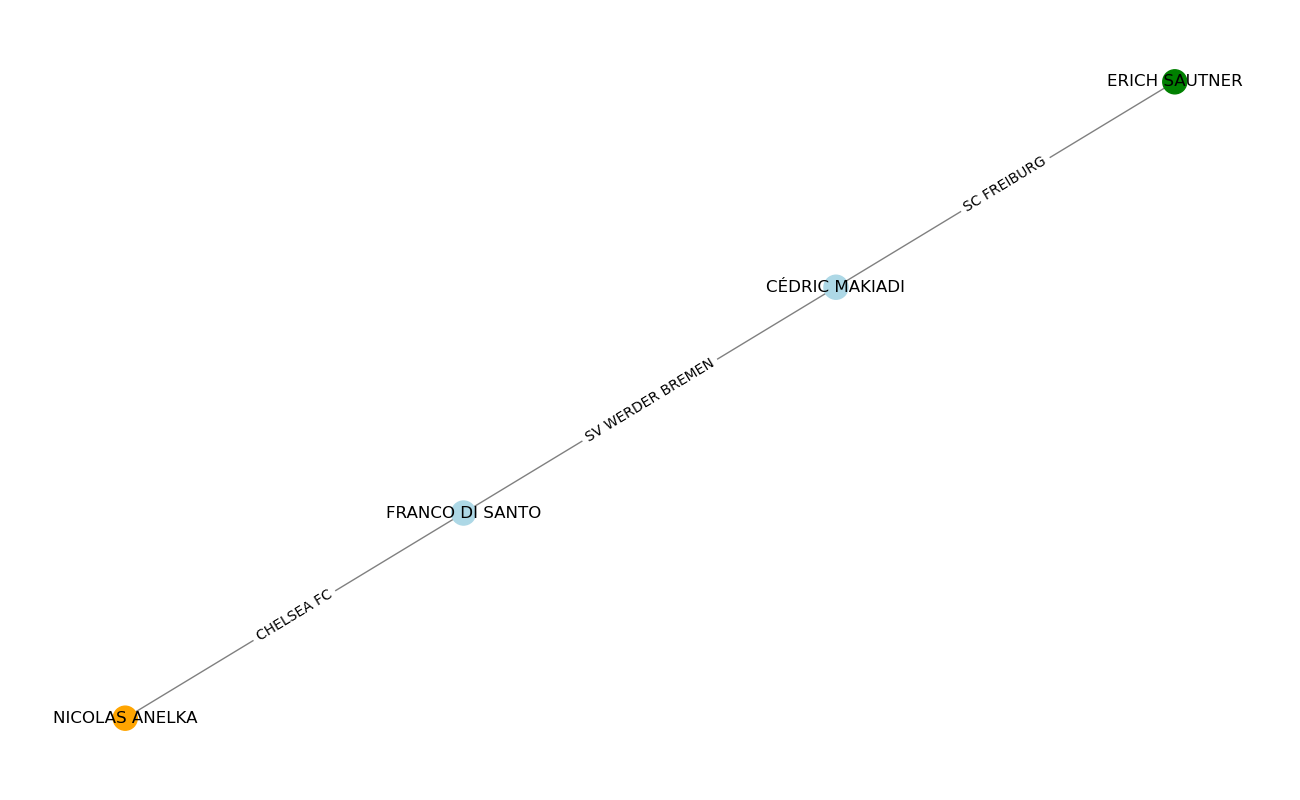 ERICH SAUTNER
SC FREIBURG
CÉDRIC MAKIADI
SV WERDER BREMEN
FRANCO DI SANTO
CHELSEA FC
NICOLAS ANELKA